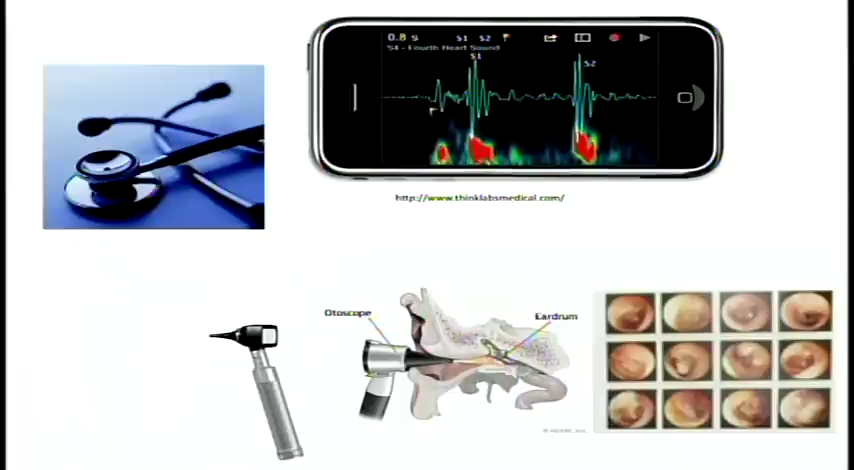 0.8 S S1 S2
S4 - Fourth Heart Sound
S1
S2
http://www.thinklabsmedical.com/
Otoscope
Eardrum